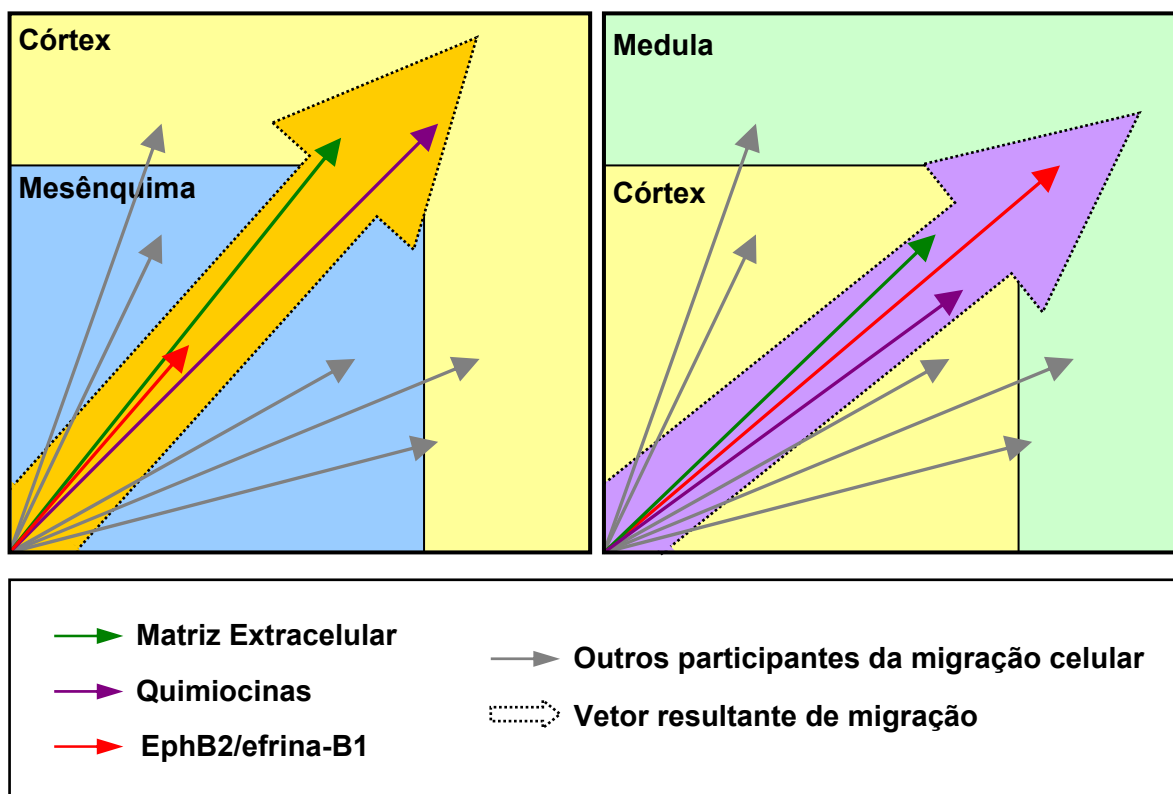 Córtex
Mesênquima
Medula
Córtex
Matriz Extracelular
Quimiocinas
EphB2/efrina-B1
Outros participantes da migração celular
Vetor resultante de migração